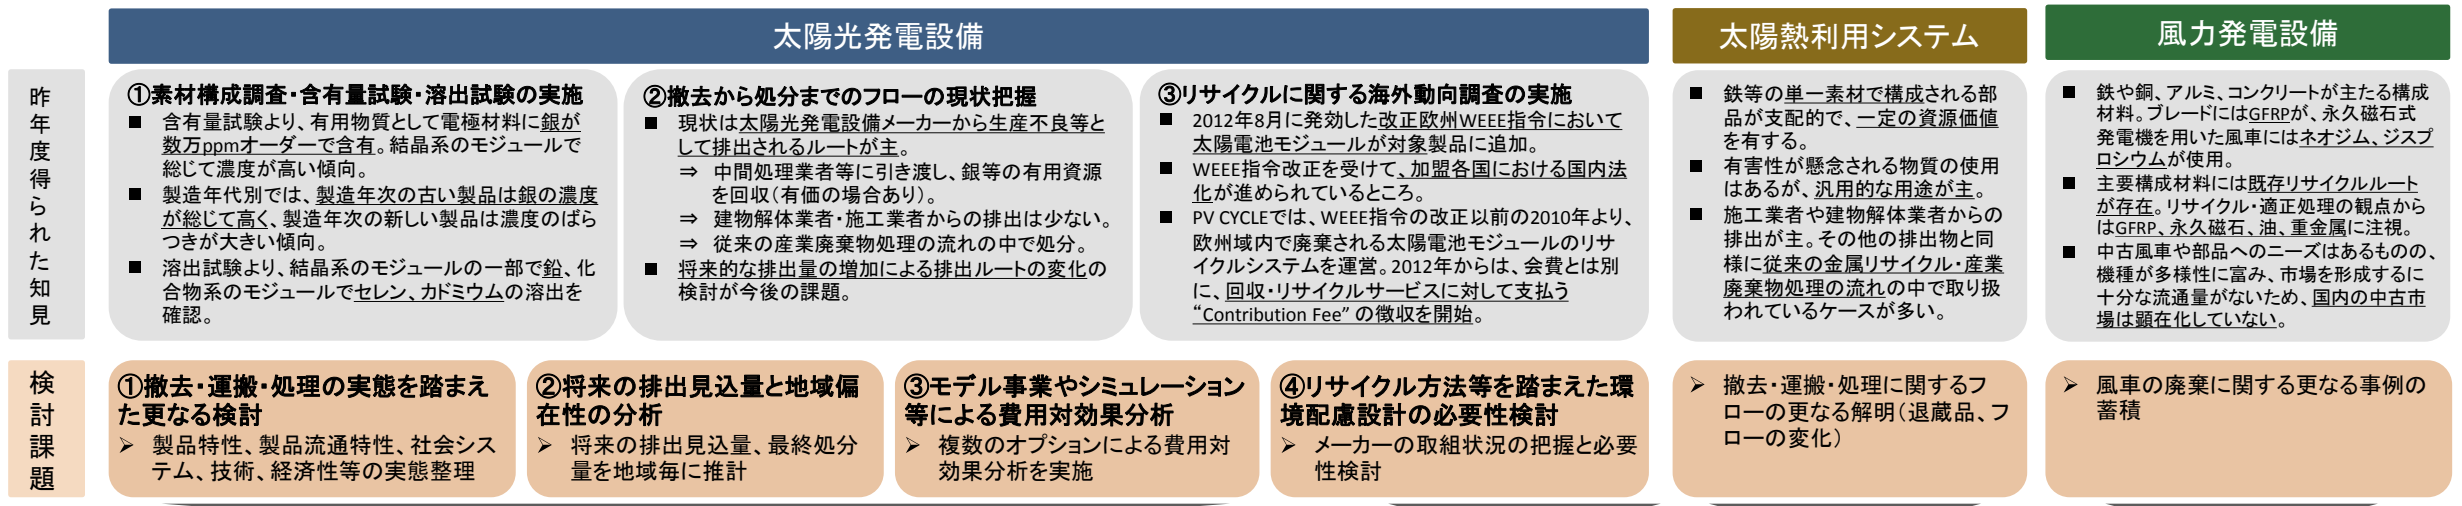 太陽光発電設備
太陽熱利用システム
風力発電設備
昨年度得られた知見
①素材構成調査・含有量試験・溶出試験の実施
■ 含有量試験より、有用物質として電極材料に銀が
数万ppmオーダーで含有。結晶系のモジュールで
総じて濃度が高い傾向。
■ 製造年代別では、製造年次の古い製品は銀の濃度
が総じて高く、製造年次の新しい製品は濃度のばら
つきが大きい傾向。
■ 溶出試験より、結晶系のモジュールの一部で鉛、化
合物系のモジュールでセレン、カドミウムの溶出を
確認。
②撤去から処分までのフローの現状把握
■ 現状は太陽光発電設備メーカーから生産不良等と
して排出されるルートが主。
⇒ 中間処理業者等に引き渡し、銀等の有用資源
を回収(有価の場合あり)。
⇒ 建物解体業者・施工業者からの排出は少ない。
⇒ 従来の産業廃棄物処理の流れの中で処分。
■ 将来的な排出量の増加による排出ルートの変化の
検討が今後の課題。
③リサイクルに関する海外動向調査の実施
■ 2012年8月に発効した改正欧州WEEE指令において
太陽電池モジュールが対象製品に追加。
■ WEEE指令改正を受けて、加盟各国における国内法
化が進められているところ。
■ PV CYCLEでは、WEEE指令の改正以前の2010年より、
欧州域内で廃棄される太陽電池モジュールのリサ
イクルシステムを運営。2012年からは、会費とは別
に、回収・リサイクルサービスに対して支払う
“Contribution Fee” の徴収を開始。
■ 鉄等の単一素材で構成される部
品が支配的で、一定の資源価値
を有する。
■ 有害性が懸念される物質の使用
はあるが、汎用的な用途が主。
■ 施工業者や建物解体業者からの
排出が主。その他の排出物と同
様に従来の金属リサイクル・産業
廃棄物処理の流れの中で取り扱
われているケースが多い。
■ 鉄や銅、アルミ、コンクリートが主たる構成
材料。ブレードにはGFRPが、永久磁石式
発電機を用いた風車にはネオジム、ジスプ
ロシウムが使用。
■ 主要構成材料には既存リサイクルルート
が存在。リサイクル・適正処理の観点から
はGFRP、永久磁石、油、重金属に注視。
■ 中古風車や部品へのニーズはあるものの、
機種が多様性に富み、市場を形成するに
十分な流通量がないため、国内の中古市
場は顕在化していない。
検討課題
①撤去・運搬・処理の実態を踏まえ
た更なる検討
➢ 製品特性、製品流通特性、社会シス
テム、技術、経済性等の実態整理
②将来の排出見込量と地域偏
在性の分析
➢ 将来の排出見込量、最終処分
量を地域毎に推計
③モデル事業やシミュレーション
等による費用対効果分析
➢ 複数のオプションによる費用対
効果分析を実施
④リサイクル方法等を踏まえた環
境配慮設計の必要性検討
➢ メーカーの取組状況の把握と必要
性検討
➢ 撤去・運搬・処理に関するフ
ローの更なる解明(退蔵品、フ
ローの変化)
➢ 風車の廃棄に関する更なる事例の
蓄積